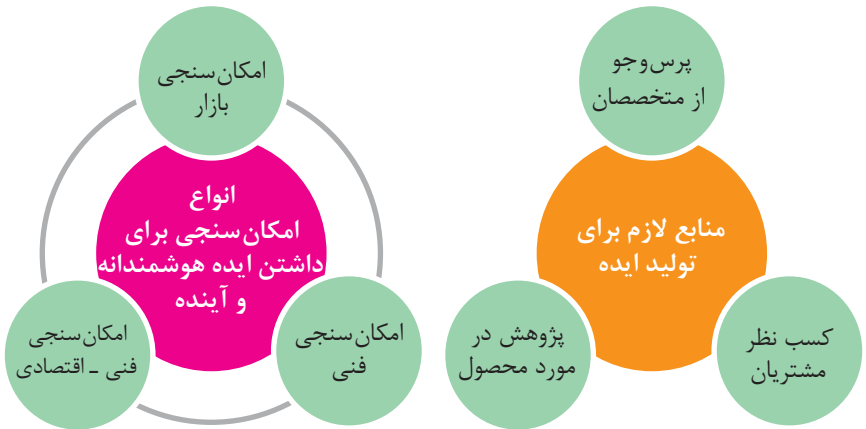 پرس‌وجو
از متخصصان
منابع لازم برای
تولید ایده
کسب نظر
مشتریان
پژوهش در
مورد محصول
امکان‌سنجی
بازار
انواع
امکان‌سنجی برای
داشتن ایده هوشمندانه
و آینده
امکان‌سنجی
فنی
امکان‌سنجی
فنی ـ اقتصادی